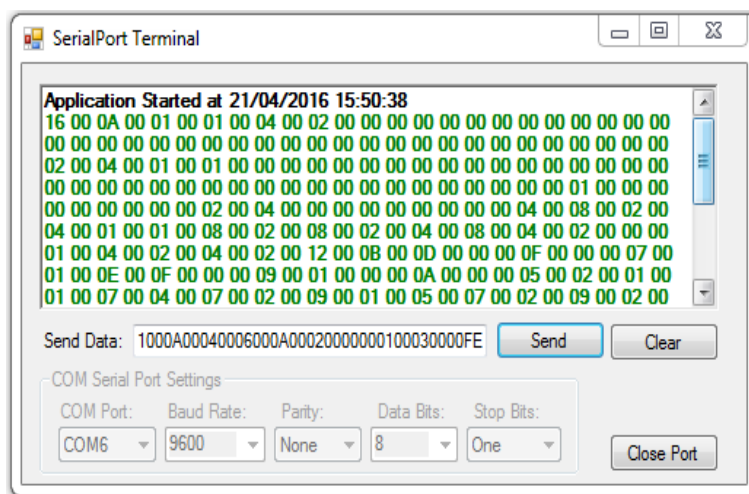 SerialPort Terminal
Application Started at 21/04/2016 15:50:38
16 00 0A 00 01 00 01 00 04 00 02 00 00 00 00 00 00 00 00 00 00 00 00 00
00 00 00 00 00 00 00 00 00 00 00 00 00 00 00 00 00 00 00 00 00 00 00 00
02 00 04 00 01 00 01 00 00 00 00 00 00 00 00 00 00 00 00 00 00 00 00 00
00 00 00 00 00 00 00 00 00 00 00 00 00 00 00 00 00 00 00 00 01 00 00 00
00 00 00 00 00 00 02 00 04 00 00 00 00 00 00 00 00 00 04 00 08 00 02 00
04 00 01 00 01 00 08 00 02 00 08 00 02 00 04 00 08 00 04 00 02 00 00 00
01 00 04 00 02 00 04 00 02 00 12 00 0B 00 0D 00 00 00 0F 00 00 00 07 00
01 00 0E 00 0F 00 00 00 09 00 01 00 00 00 0A 00 00 00 05 00 02 00 01 00
01 00 07 00 04 00 07 00 02 00 09 00 01 00 05 00 07 00 02 00 09 00 02 00
Send Data: 1000A00040006000A0002000000100030000FE Send Clear
COM Serial Port Settings
COM Port: Baud Rate: Parity: Data Bits: Stop Bits:
COM6 9600 None 8 One
Close Port